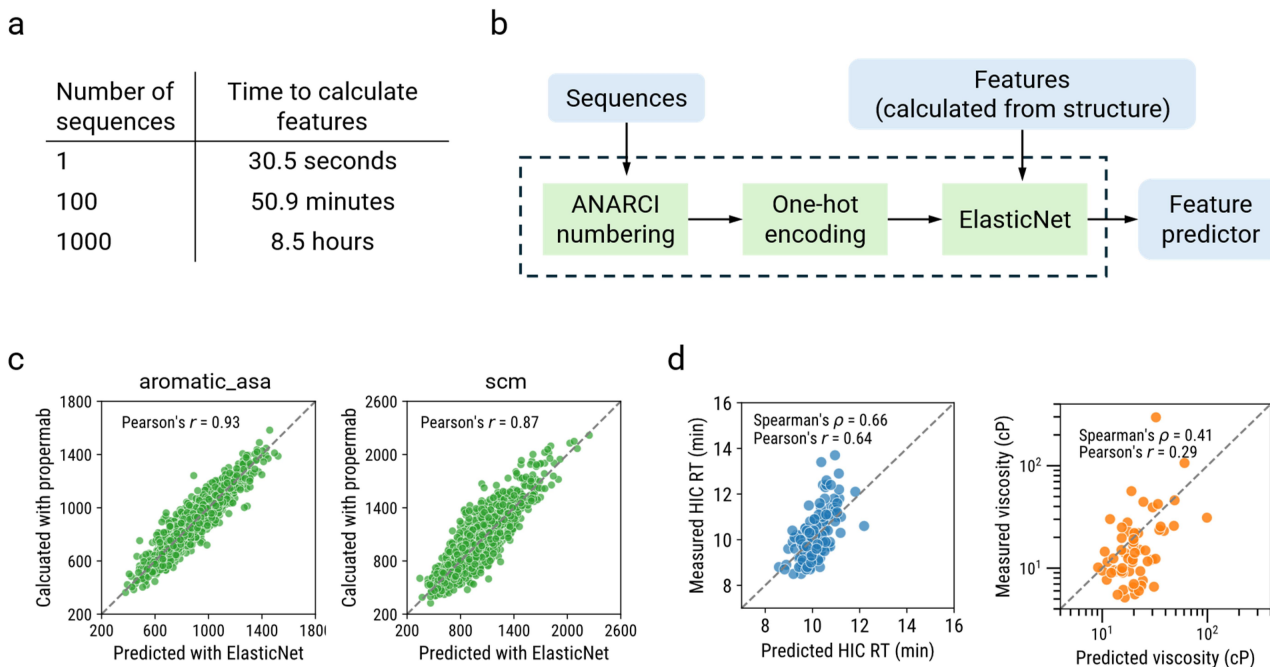 a
Number of sequences
Time to calculate features
1
30.5 seconds
100
50.9 minutes
1000
8.5 hours
b
Sequences
Features
(calculated from structure)
ANARCI
numbering
One-hot
encoding
ElasticNet
Feature
predictor
c
aromatic_asa
Pearson's r = 0.93
Calcuated with propermab
1800
1400
1000
600
200
200
600
1000
1400
180
Predicted with ElasticNet
scm
Pearson's r = 0.87
Calcuated with propermab
2600
2000
1400
800
200
200
800
1400
2000
2600
Predicted with ElasticNet
d
Spearman's ρ = 0.66
Pearson's r = 0.64
Measured HIC RT (min)
16
14
12
10
8
8
10
12
14
16
Predicted HIC RT (min)
Spearman's ρ = 0.41
Pearson's r = 0.29
Measured viscosity (cP)
10²
10¹
10¹
10²
Predicted viscosity (cP)